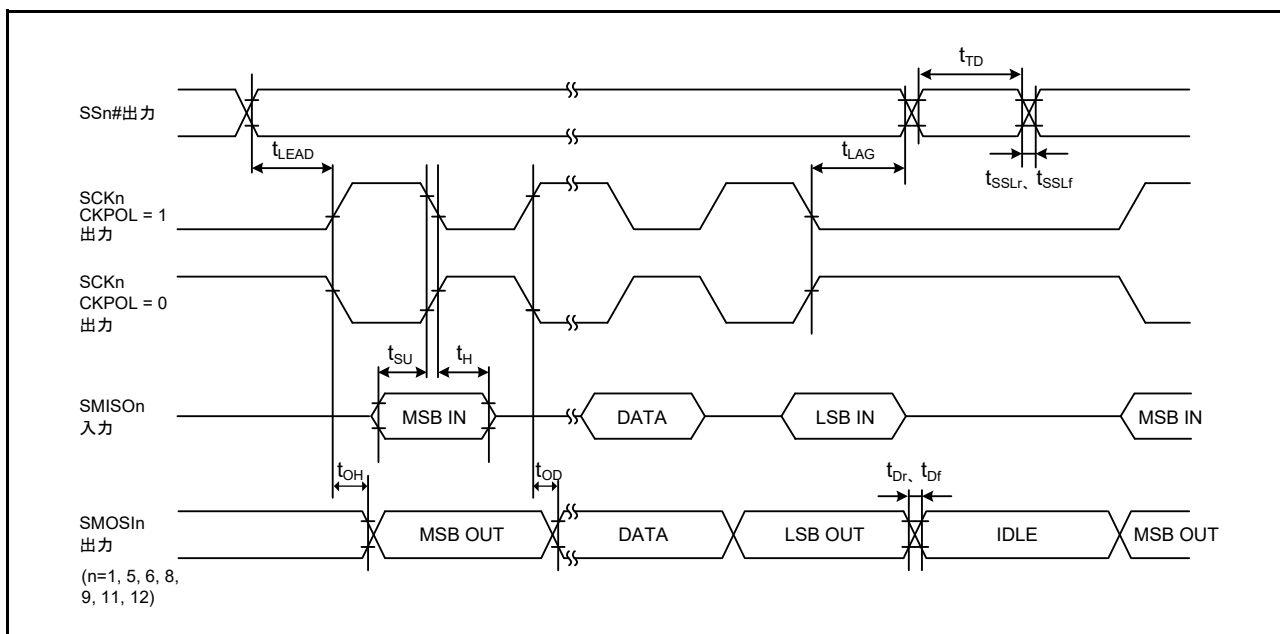 SSn#出力
t_TD
t_LEAD
t_LAG
t_SSLr、t_SSLf
SCKn
CKPOL = 1
出力
SCKn
CKPOL = 0
出力
t_SU
t_H
SMISOn
入力
MSB IN
DATA
LSB IN
MSB IN
t_OH
t_OD
t_Dr、t_Df
SMOSIn
出力
MSB OUT
DATA
LSB OUT
IDLE
MSB OUT
(n=1, 5, 6, 8,
9, 11, 12)